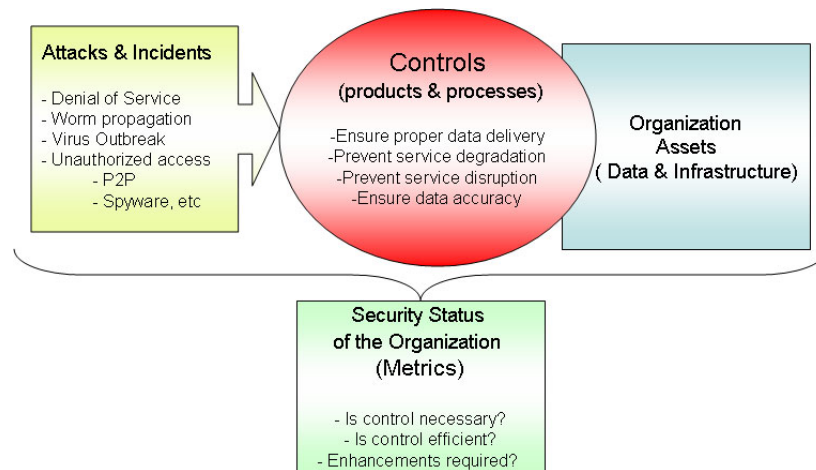 Attacks & Incidents
- Denial of Service
- Worm propagation
- Virus Outbreak
- Unauthorized access
- P2P
- Spyware, etc
Controls
(products & processes)
-Ensure proper data delivery
-Prevent service degradation
-Prevent service disruption
-Ensure data accuracy
Organization
Assets
( Data & Infrastructure)
Security Status
of the Organization
(Metrics)
- Is control necessary?
- Is control efficient?
- Enhancements required?